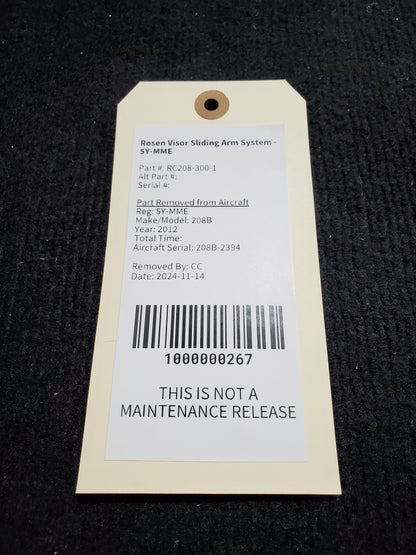 Rosen Visor Sliding Arm System -
5Y-MME
Part #: RC208-300-1
Alt Part #:
Serial #:
Part Removed from Aircraft
Reg: 5Y-MME
Make/Model: 208B
Year: 2012
Total Time:
Aircraft Serial: 208B-2394
Removed By: CC
Date: 2024-11-14
1000000267
THIS IS NOT A
MAINTENANCE RELEASE